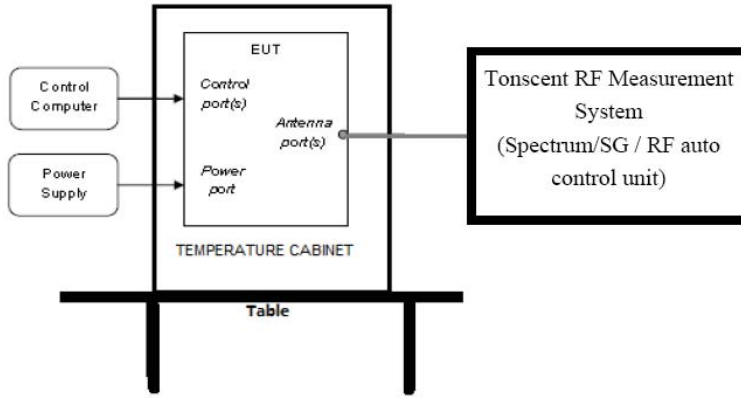 EUT
Control
Computer
Control
port(s)
Antenna
port(s)
Power
Supply
Power
port
TEMPERATURE CABINET
Table
Tonscent RF Measurement
System
(Spectrum/SG / RF auto
control unit)